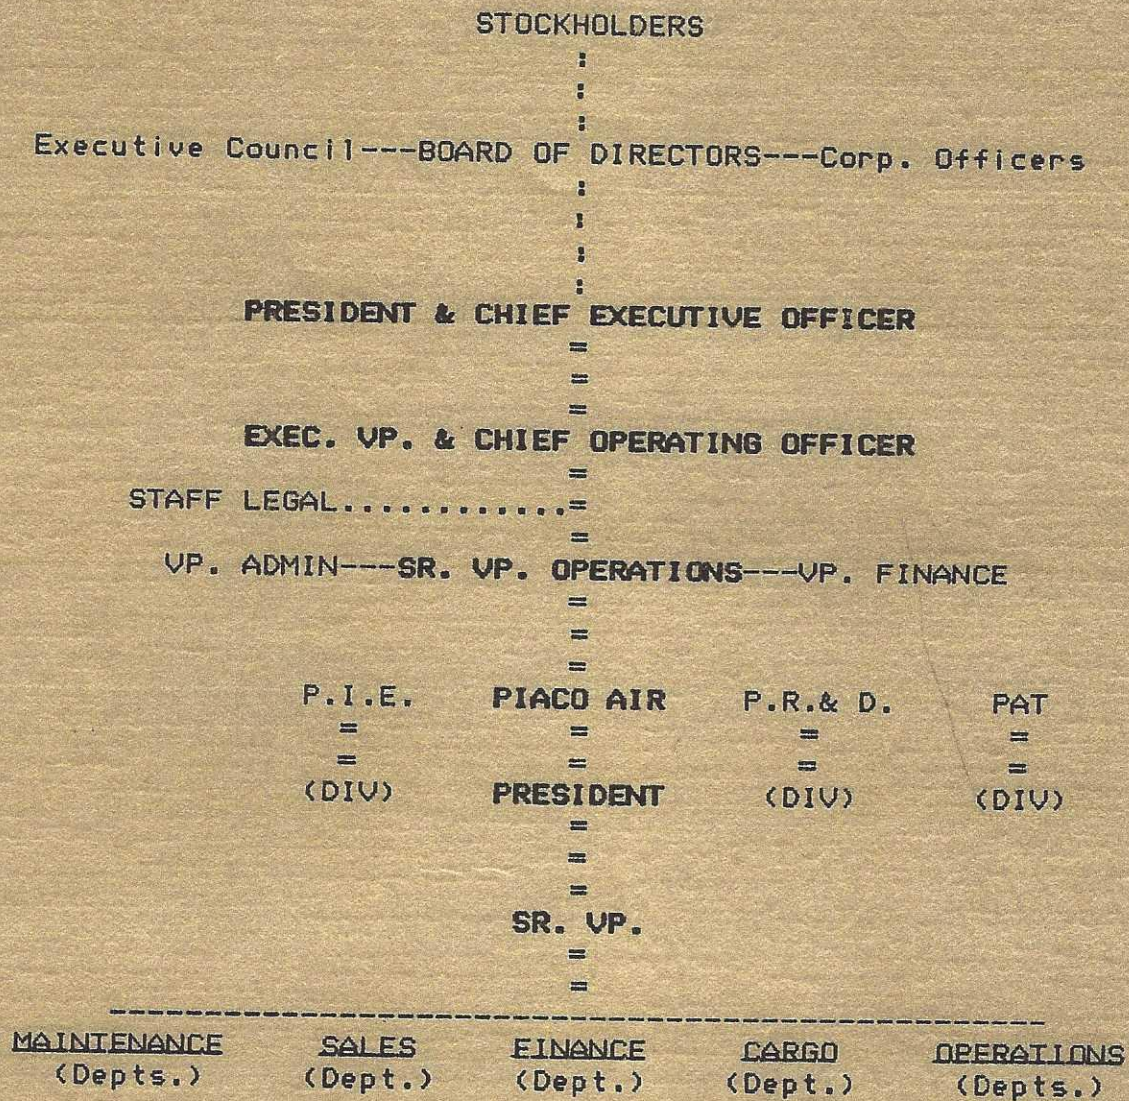 STOCKHOLDERS
:
:
:
Executive Council---BOARD OF DIRECTORS---Corp. Officers
:
:
:
:
PRESIDENT & CHIEF EXECUTIVE OFFICER
=
=
=
EXEC. VP. & CHIEF OPERATING OFFICER
=
STAFF LEGAL.............=
=
VP. ADMIN---SR. VP. OPERATIONS---VP. FINANCE
=
=
=
P.I.E. PIACO AIR P.R.& D. PAT
= = = =
= = = =
(DIV) PRESIDENT (DIV) (DIV)
=
=
=
SR. VP.
=
=
--------------------------------------------------
MAINTENANCE SALES FINANCE CARGO OPERATIONS
(Depts.) (Dept.) (Dept.) (Dept.) (Depts.)